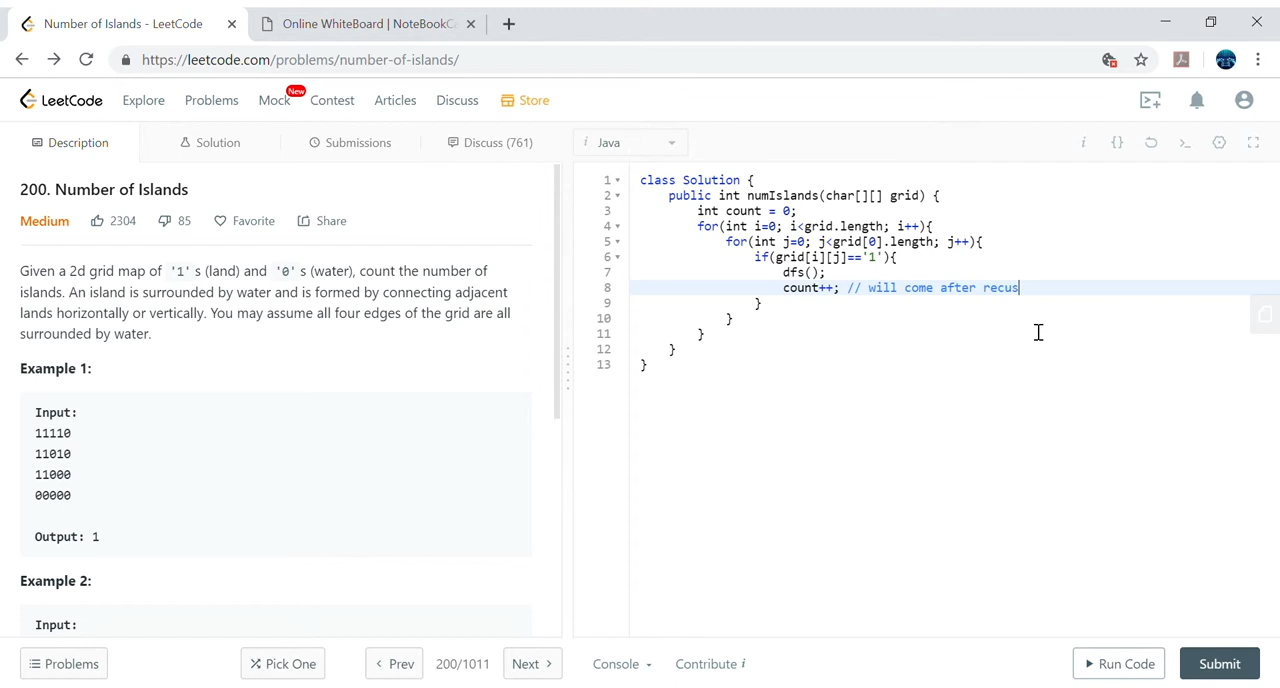 Number of Islands - LeetCode
Online WhiteBoard | NoteBookC
https://leetcode.com/problems/number-of-islands/
LeetCode Explore Problems Mock New Contest Articles Discuss Store
Description Solution Submissions Discuss (761)
i Java
200. Number of Islands
Medium 2304 85 Favorite Share
Given a 2d grid map of '1' s (land) and '0' s (water), count the number of
islands. An island is surrounded by water and is formed by connecting adjacent
lands horizontally or vertically. You may assume all four edges of the grid are all
surrounded by water.
Example 1:
Input:
11110
11010
11000
00000
Output: 1
Example 2:
Input:
1 class Solution {
2 public int numIslands(char[][] grid) {
3 int count = 0;
4 for(int i=0; i<grid.length; i++){
5 for(int j=0; j<grid[0].length; j++){
6 if(grid[i][j]=='1'){
7 dfs();
8 count++; // will come after recus
9 }
10 }
11 }
12 }
13 }
Problems Pick One < Prev 200/1011 Next > Console Contribute i Run Code Submit